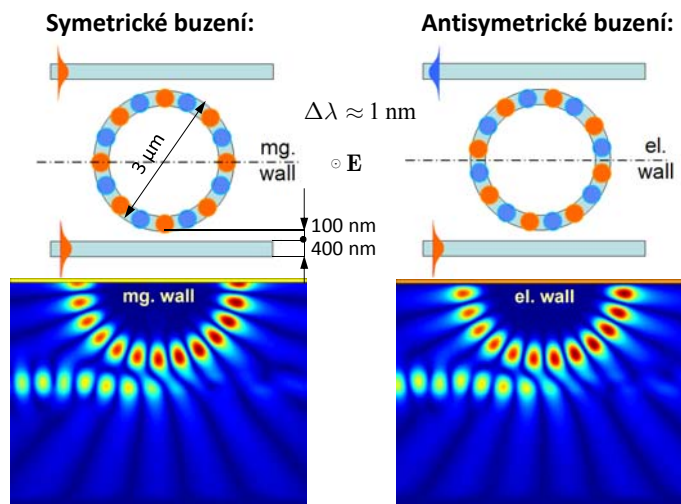 Symetrické buzení:
Antisymetrické buzení:
Δλ ≈ 1 nm
3 µm
mg.
wall
⊙ E
el.
wall
100 nm
400 nm
mg. wall
el. wall